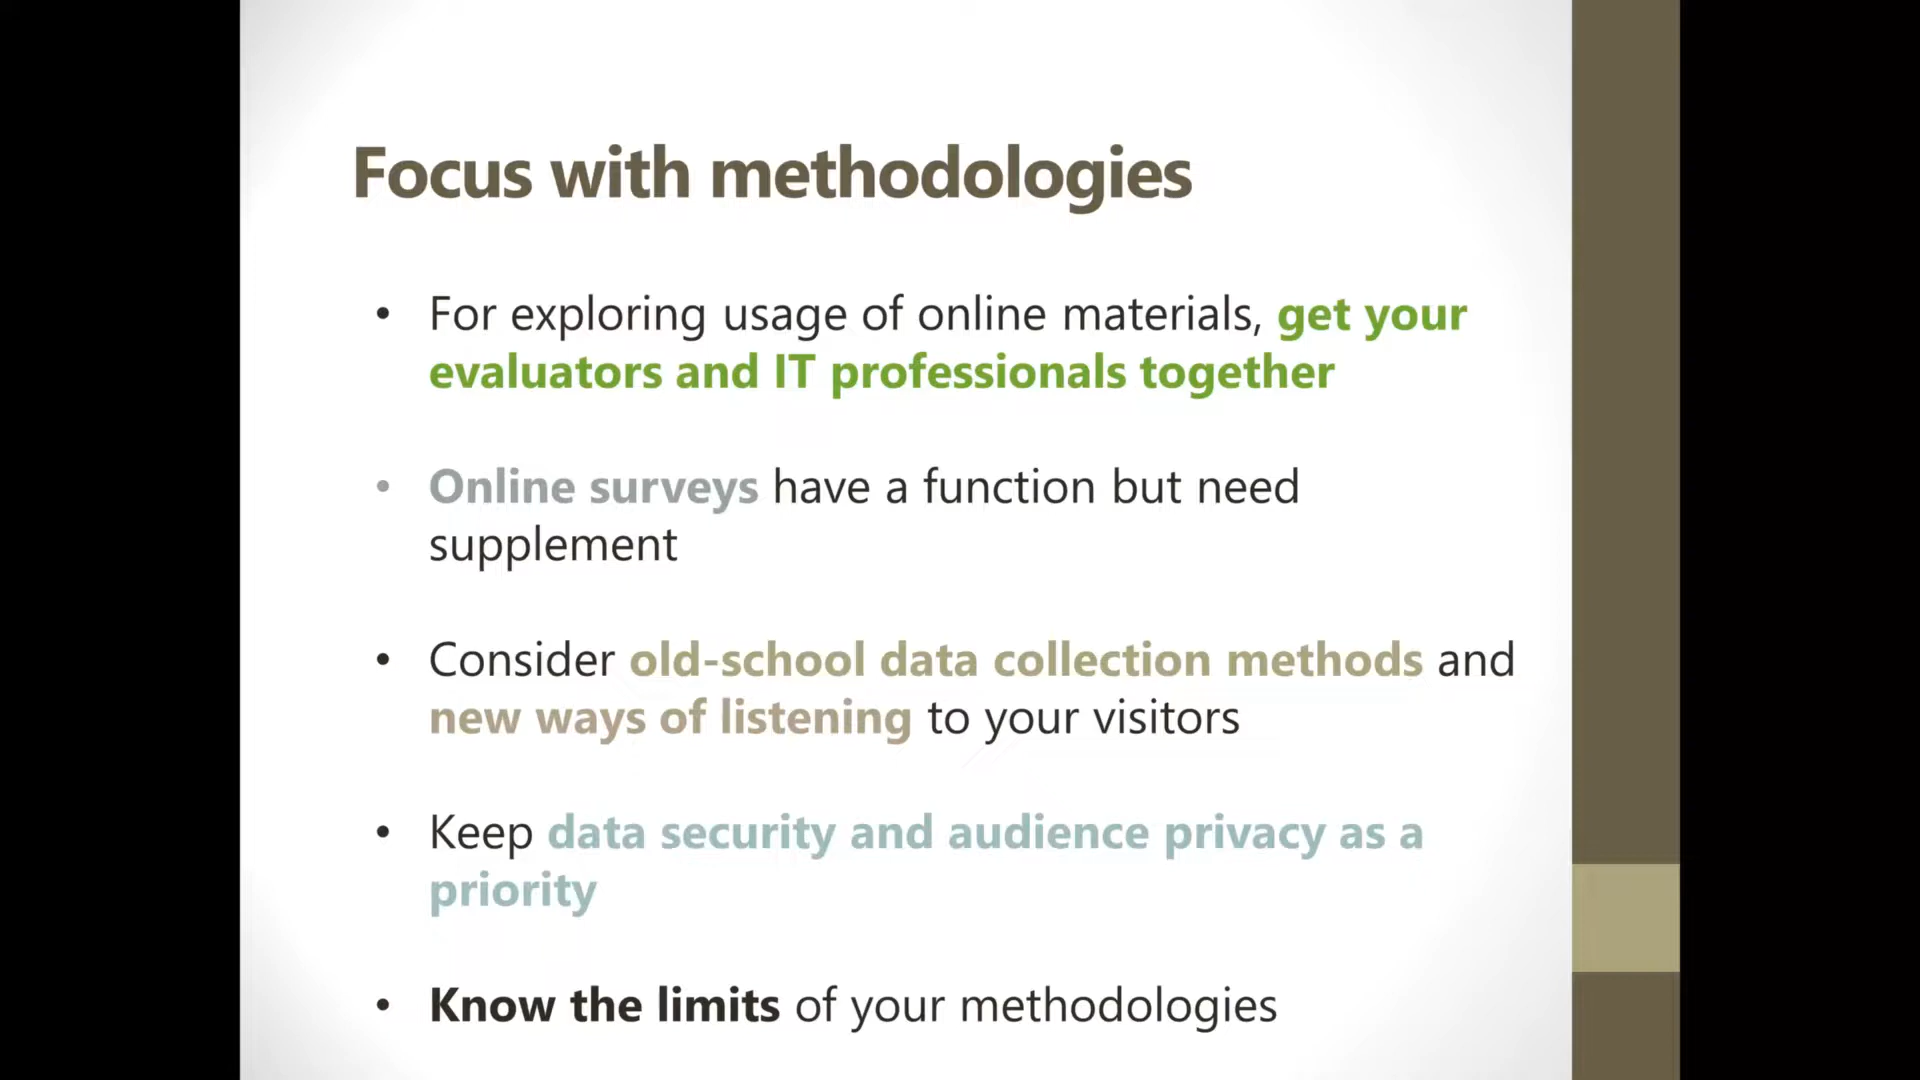 Focus with methodologies
• For exploring usage of online materials, get your
evaluators and IT professionals together
• Online surveys have a function but need
supplement
• Consider old-school data collection methods and
new ways of listening to your visitors
• Keep data security and audience privacy as a
priority
• Know the limits of your methodologies